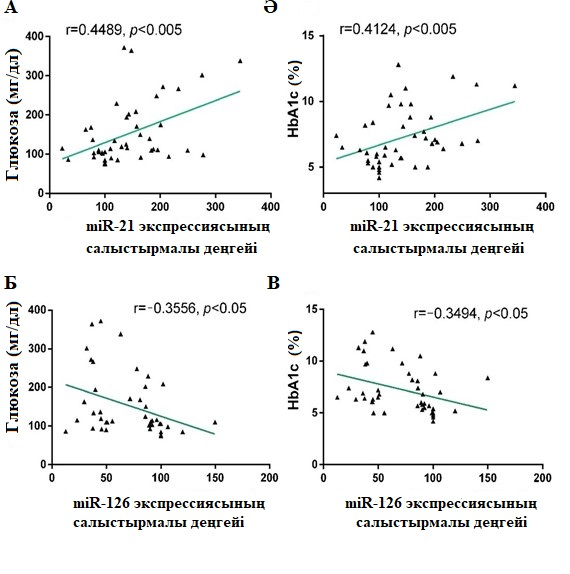 А
r=0.4489, p<0.005
Глюкоза (мг/дл)
400
300
200
100
0
0 100 200 300 400
miR-21 экспрессиясының
салыстырмалы деңгейі
Ә
r=0.4124, p<0.005
HbA1c (%)
15
10
5
0 100 200 300 400
miR-21 экспрессиясының
салыстырмалы деңгейі
Б
r=−0.3556, p<0.05
Глюкоза (мг/дл)
400
300
200
100
0
0 50 100 150 200
miR-126 экспрессиясының
салыстырмалы деңгейі
В
r=−0.3494, p<0.05
HbA1c (%)
15
10
5
0
0 50 100 150 200
miR-126 экспрессиясының
салыстырмалы деңгейі